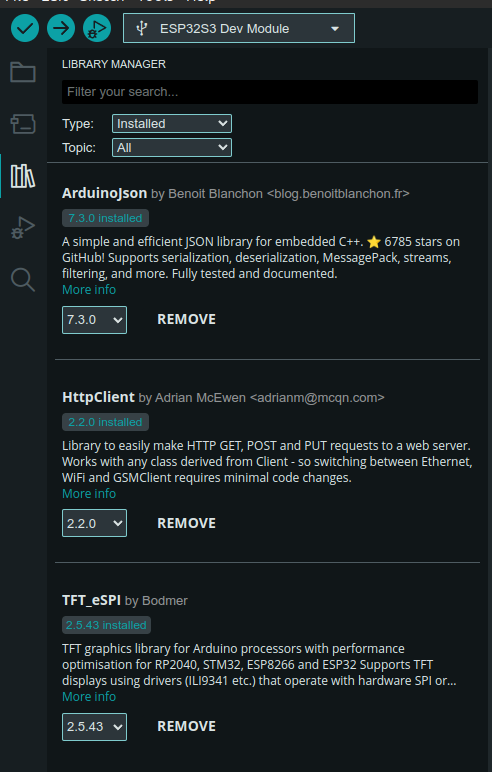 ESP32S3 Dev Module
LIBRARY MANAGER
Filter your search...
Type: Installed
Topic: All
ArduinoJson by Benoit Blanchon <blog.benoitblanchon.fr>
7.3.0 installed
A simple and efficient JSON library for embedded C++. ⭐ 6785 stars on
GitHub! Supports serialization, deserialization, MessagePack, streams,
filtering, and more. Fully tested and documented.
More info
7.3.0 REMOVE
HttpClient by Adrian McEwen <adrianm@mcqn.com>
2.2.0 installed
Library to easily make HTTP GET, POST and PUT requests to a web server.
Works with any class derived from Client - so switching between Ethernet,
WiFi and GSMClient requires minimal code changes.
More info
2.2.0 REMOVE
TFT_eSPI by Bodmer
2.5.43 installed
TFT graphics library for Arduino processors with performance
optimisation for RP2040, STM32, ESP8266 and ESP32 Supports TFT
displays using drivers (ILI9341 etc.) that operate with hardware SPI or...
More info
2.5.43 REMOVE